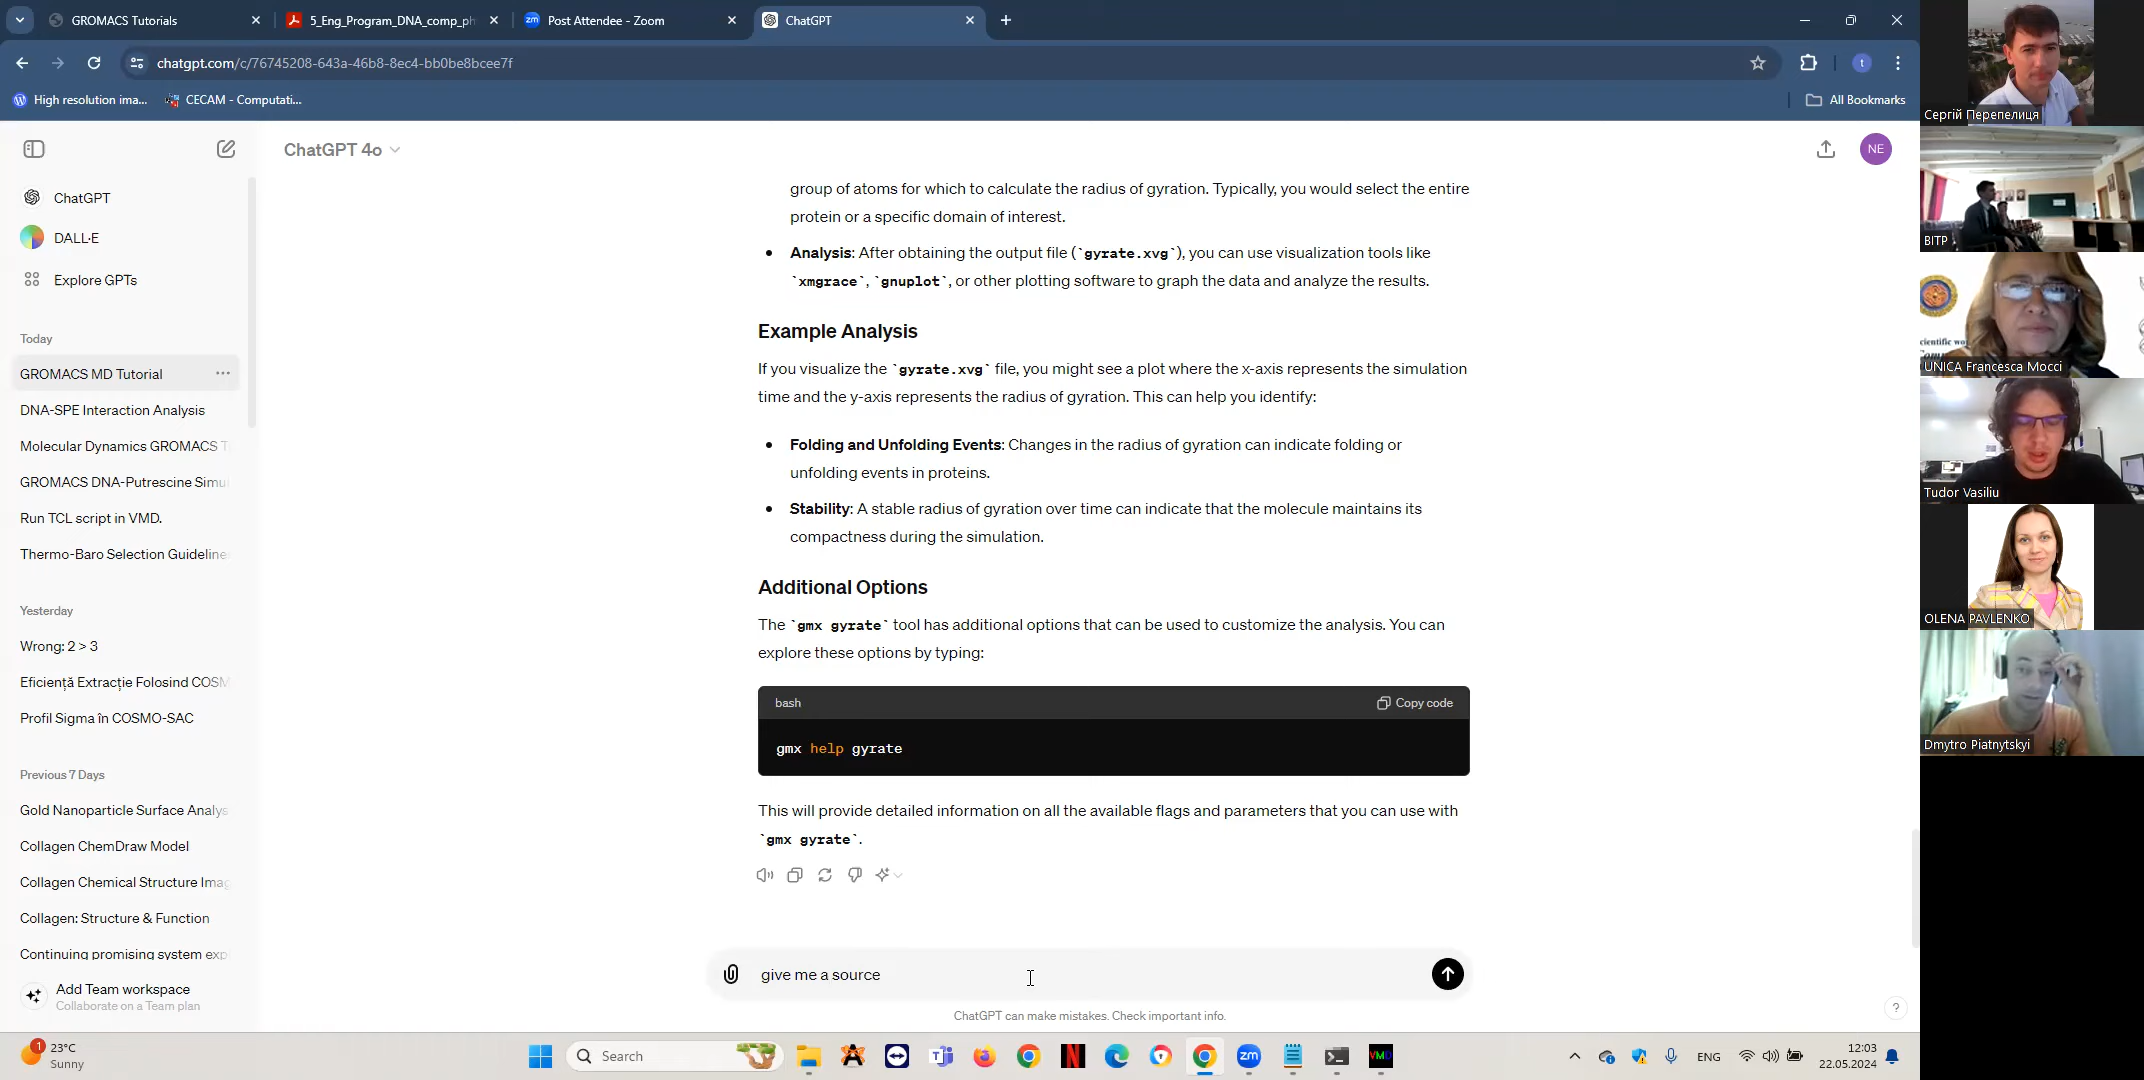 GROMACS Tutorials
5_Eng_Program_DNA_comp_ph
Post Attendee - Zoom
ChatGPT
chatgpt.com/c/76745208-643a-46b8-8ec4-bb0be8bcee7f
High resolution ima...
CECAM - Computati...
All Bookmarks
ChatGPT 4o
NE
ChatGPT
DALL·E
Explore GPTs
Today
GROMACS MD Tutorial
DNA-SPE Interaction Analysis
Molecular Dynamics GROMACS T
GROMACS DNA-Putrescine Simu
Run TCL script in VMD.
Thermo-Baro Selection Guideline
Yesterday
Wrong: 2 > 3
Eficiență Extracție Folosind COSM
Profil Sigma în COSMO-SAC
Previous 7 Days
Gold Nanoparticle Surface Analys
Collagen ChemDraw Model
Collagen Chemical Structure Imag
Collagen: Structure & Function
Continuing promising system exp
Add Team workspace
Collaborate on a Team plan
group of atoms for which to calculate the radius of gyration. Typically, you would select the entire
protein or a specific domain of interest.
Analysis: After obtaining the output file (`gyrate.xvg`), you can use visualization tools like
`xmgrace`, `gnuplot`, or other plotting software to graph the data and analyze the results.
Example Analysis
If you visualize the `gyrate.xvg` file, you might see a plot where the x-axis represents the simulation
time and the y-axis represents the radius of gyration. This can help you identify:
Folding and Unfolding Events: Changes in the radius of gyration can indicate folding or
unfolding events in proteins.
Stability: A stable radius of gyration over time can indicate that the molecule maintains its
compactness during the simulation.
Additional Options
The `gmx gyrate` tool has additional options that can be used to customize the analysis. You can
explore these options by typing:
bash
Copy code
gmx help gyrate
This will provide detailed information on all the available flags and parameters that you can use with
`gmx gyrate`.
give me a source
ChatGPT can make mistakes. Check important info.
?
1
23°C
Sunny
Search
zm
VMD
ENG
12:03
22.05.2024
Сергій Перепелиця
BITP
UNICA Francesca Mocci
Tudor Vasiliu
OLENA PAVLENKO
Dmytro Piatnytskyi